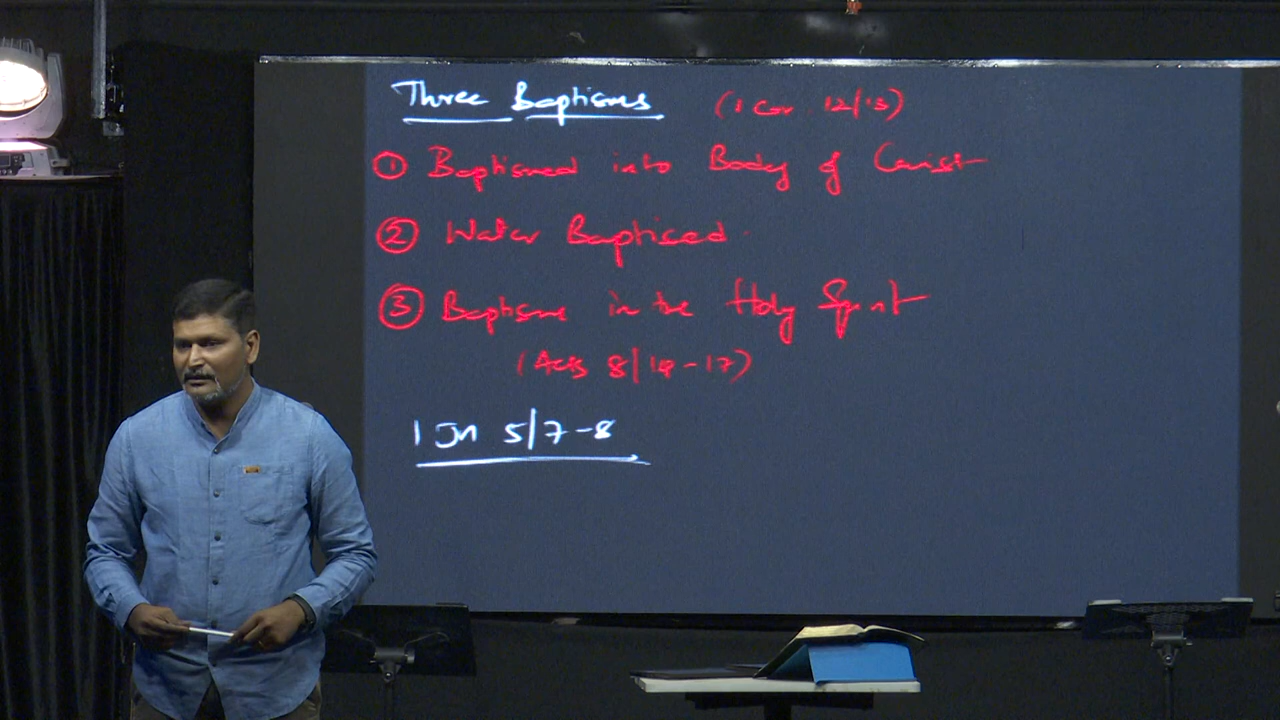 Three Baptisms (1 Cor. 12/13)
① Baptismed into Body of Christ
② Water Baptised.
③ Baptism in the Holy Spirit
(Acts 8/14-17)
1 Jn 5/7-8